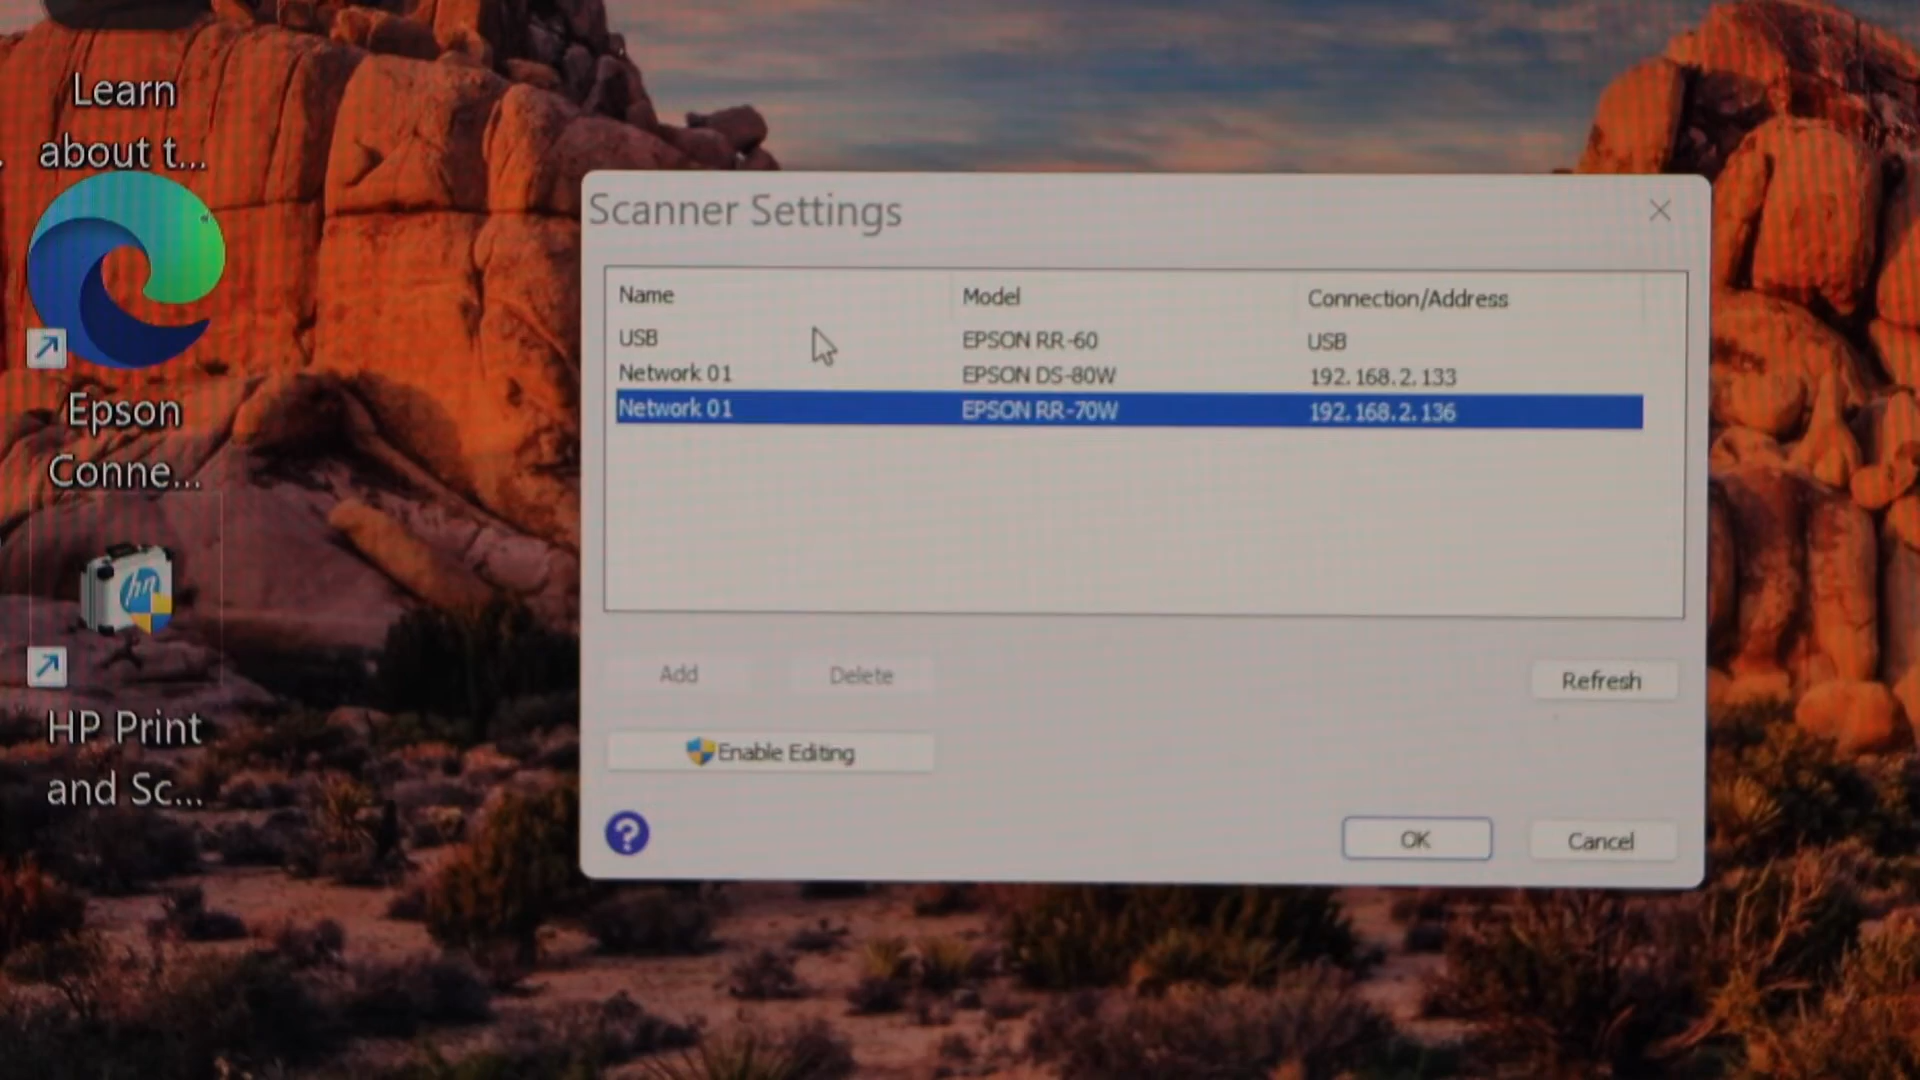 Learn
about t...
Epson
Conne...
hp
HP Print
and Sc...
Scanner Settings
Name Model Connection/Address
USB EPSON RR-60 USB
Network 01 EPSON DS-80W 192.168.2.133
Network 01 EPSON RR-70W 192.168.2.136
Add Delete Refresh
Enable Editing
?
OK Cancel